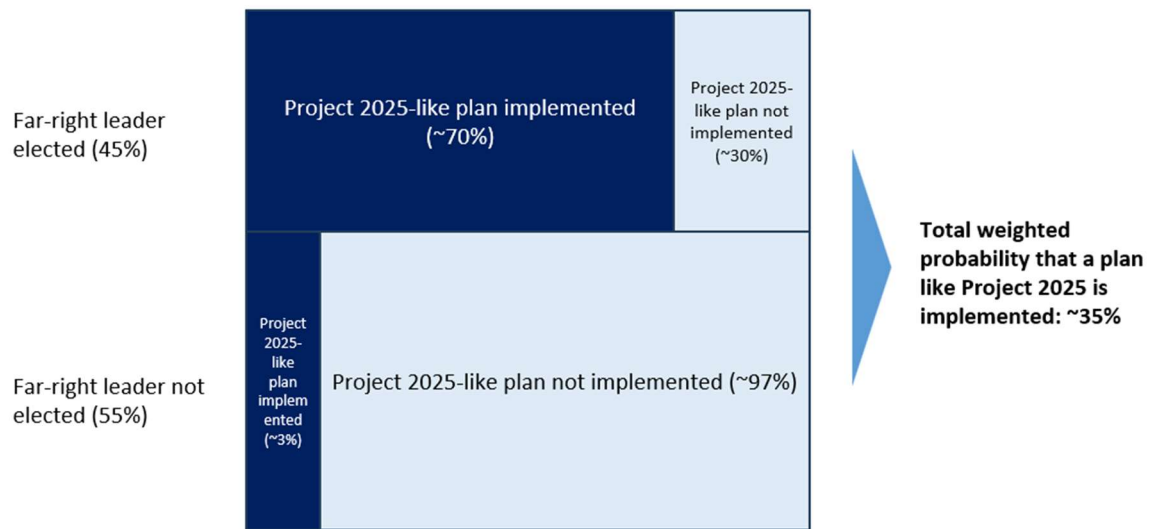 Far-right leader
elected (45%)
Project 2025-like plan implemented
(~70%)
Project 2025-
like plan not
implemented
(~30%)
Far-right leader not
elected (55%)
Project
2025-
like
plan
implem
ented
(~3%)
Project 2025-like plan not implemented (~97%)
Total weighted
probability that a plan
like Project 2025 is
implemented: ~35%